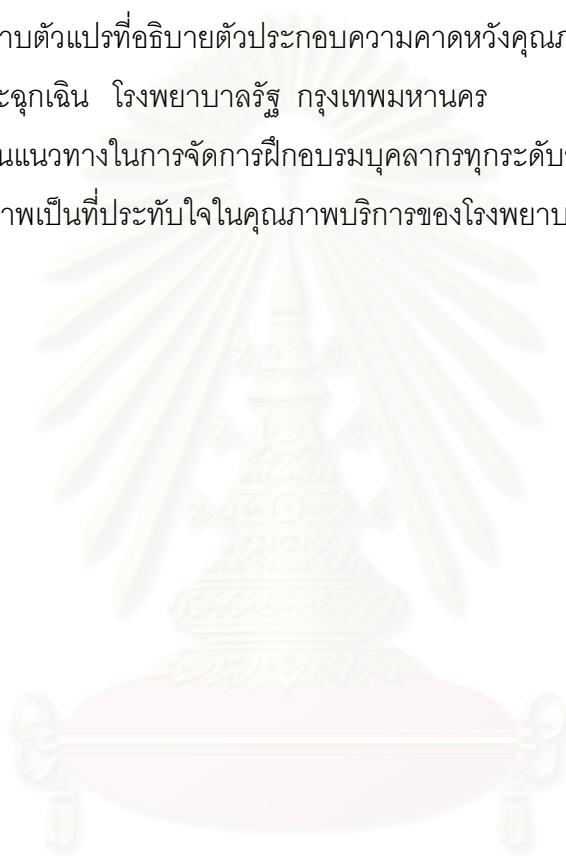 าบตัวแปรที่อธิบายตัวประกอบความคาดหวังคุณภ
ะฉุกเฉิน โรงพยาบาลรัฐ กรุงเทพมหานคร
นแนวทางในการจัดการฝึกอบรมบุคลากรทุกระดับ
าพเป็นที่ประทับใจในคุณภาพบริการของโรงพยาบ